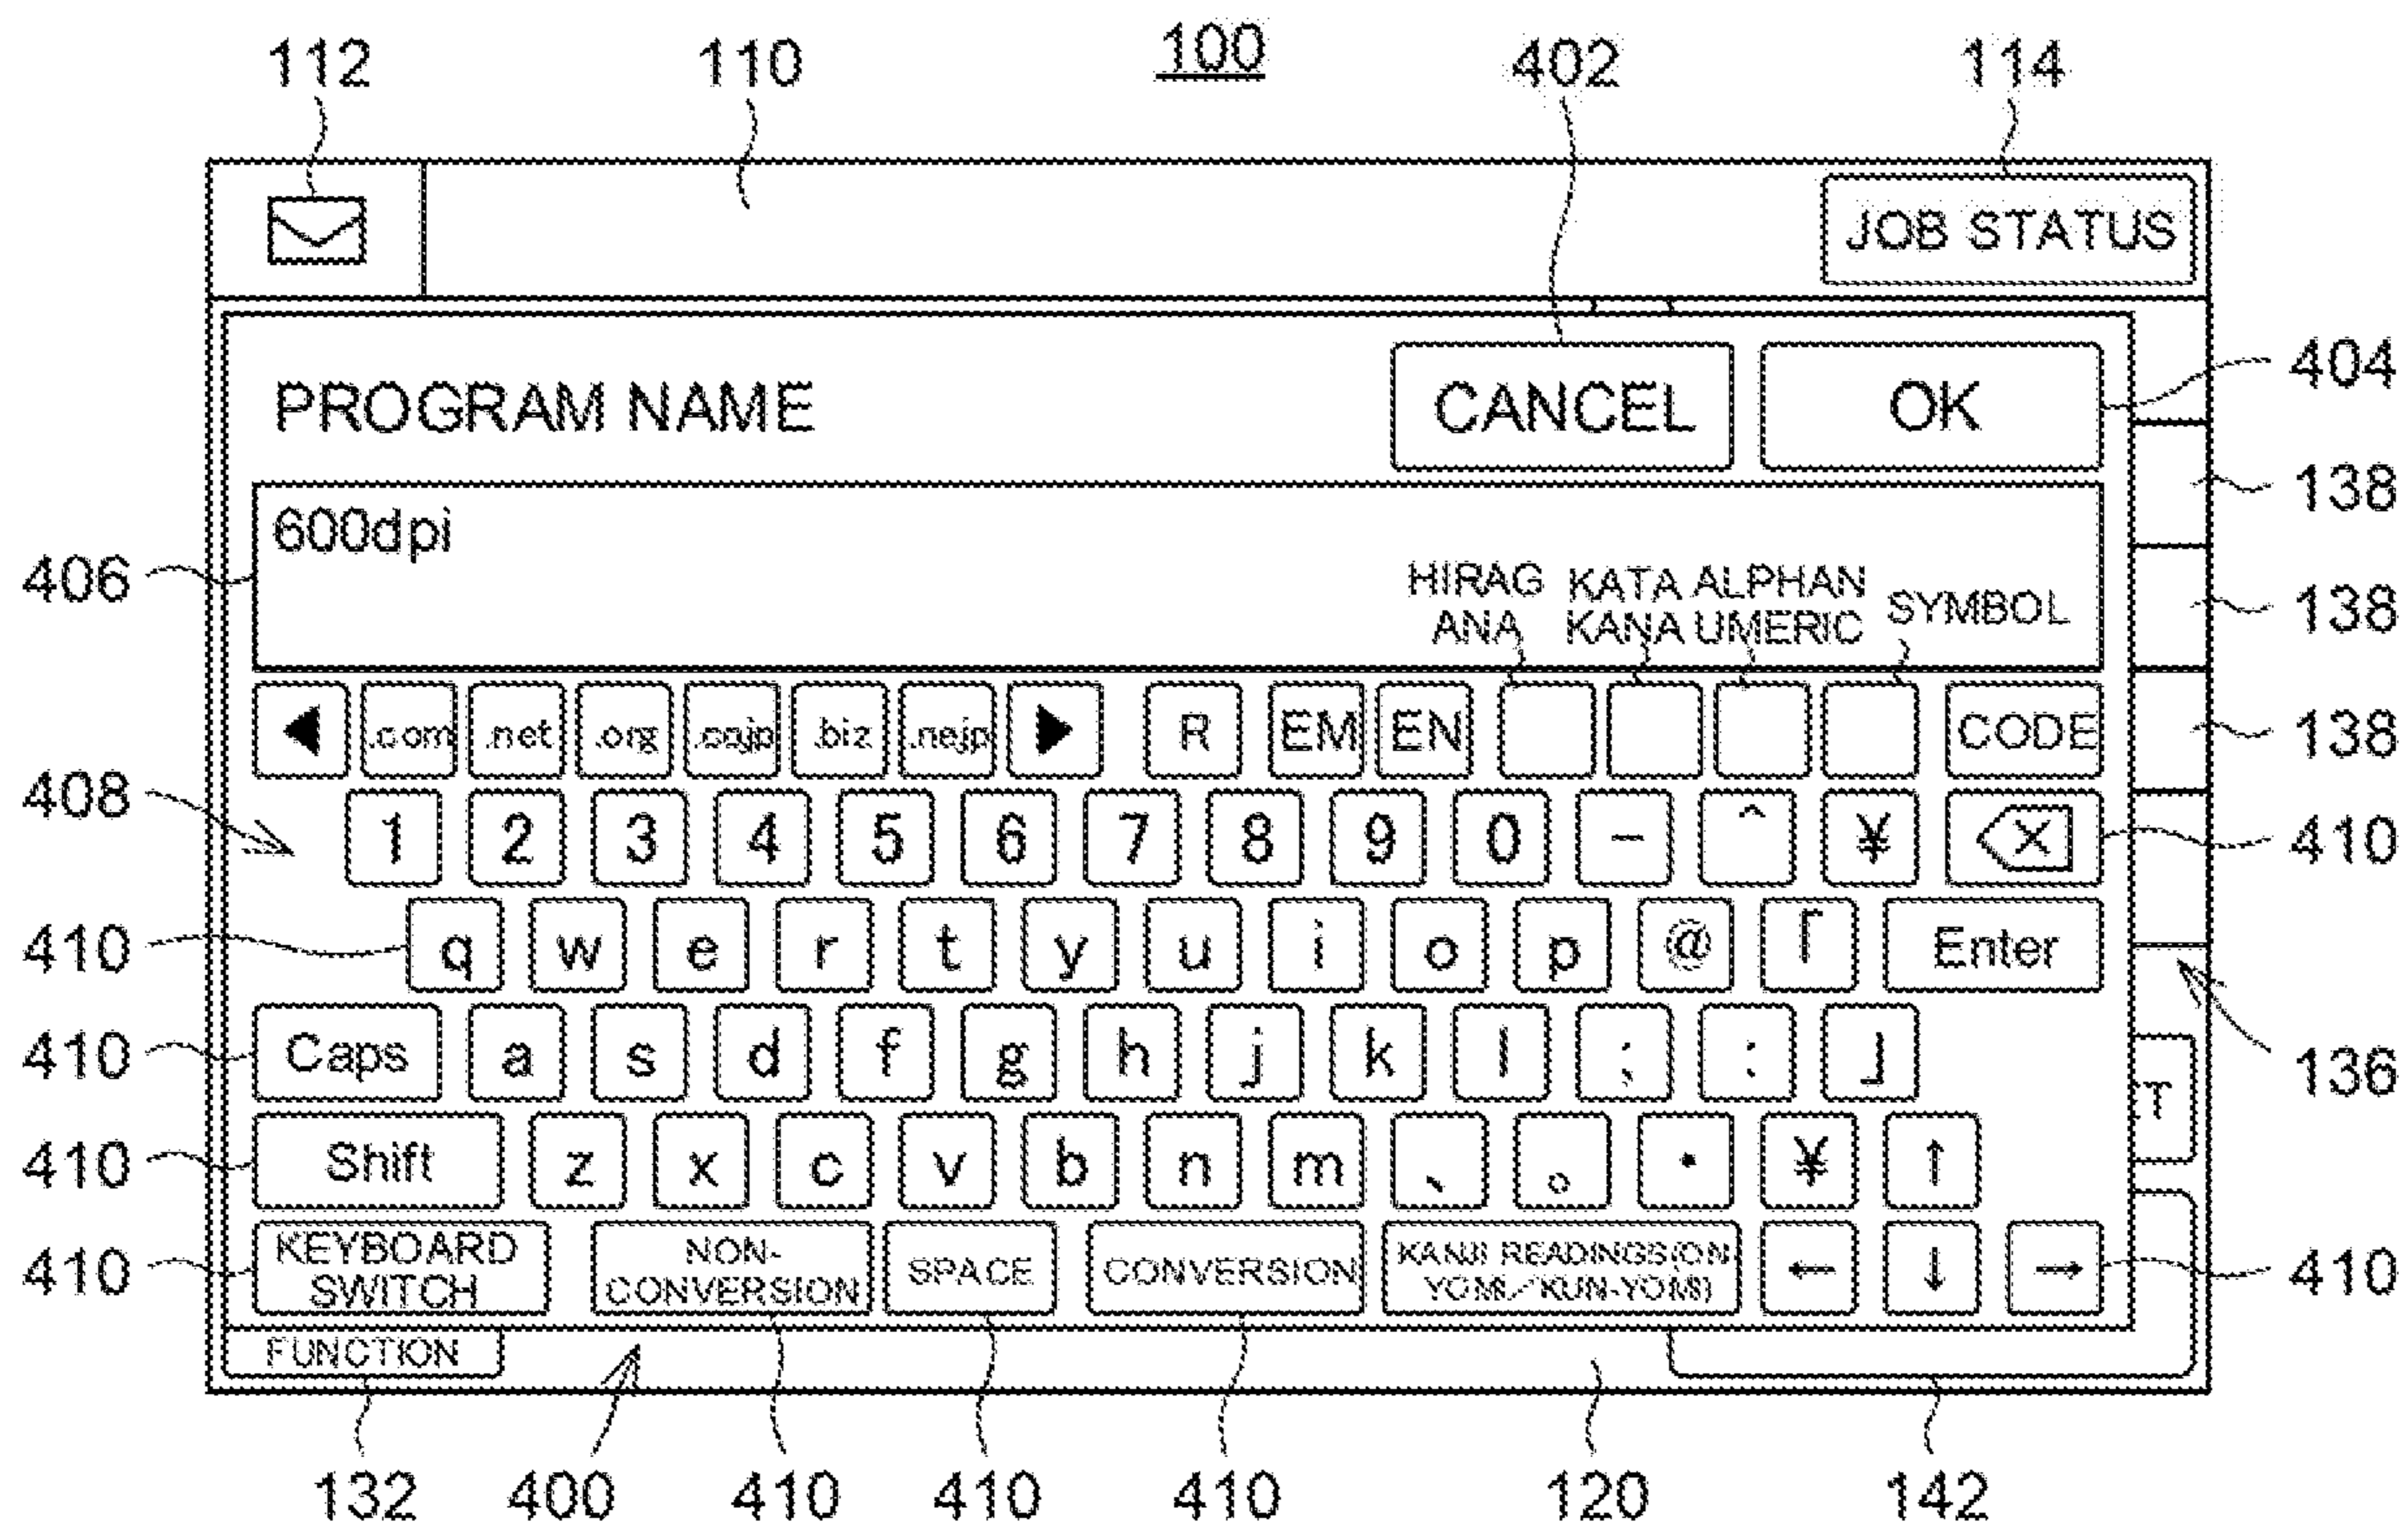 112 110 100 402 114
JOB STATUS
PROGRAM NAME CANCEL OK 404
138
600dpi
406 HIRAG KATA ALPHAN SYMBOL 138
ANA KANA UMERIC
◀ .com .net .org .cojp .biz .nejp ▶ R EM EN CODE 138
408 1 2 3 4 5 6 7 8 9 0 - ^ ¥ 410
410 q w e r t y u i o p @ 「 Enter
410 Caps a s d f g h j k l ; : 」 136
T
410 Shift z x c v b n m 、 。 ・ ¥ ↑
410 KEYBOARD NON- SPACE CONVERSION KANJI READINGS(ON ← ↓ → 410
SWITCH CONVERSION YOMI／KUN-YOMI)
FUNCTION
132 400 410 410 410 120 142